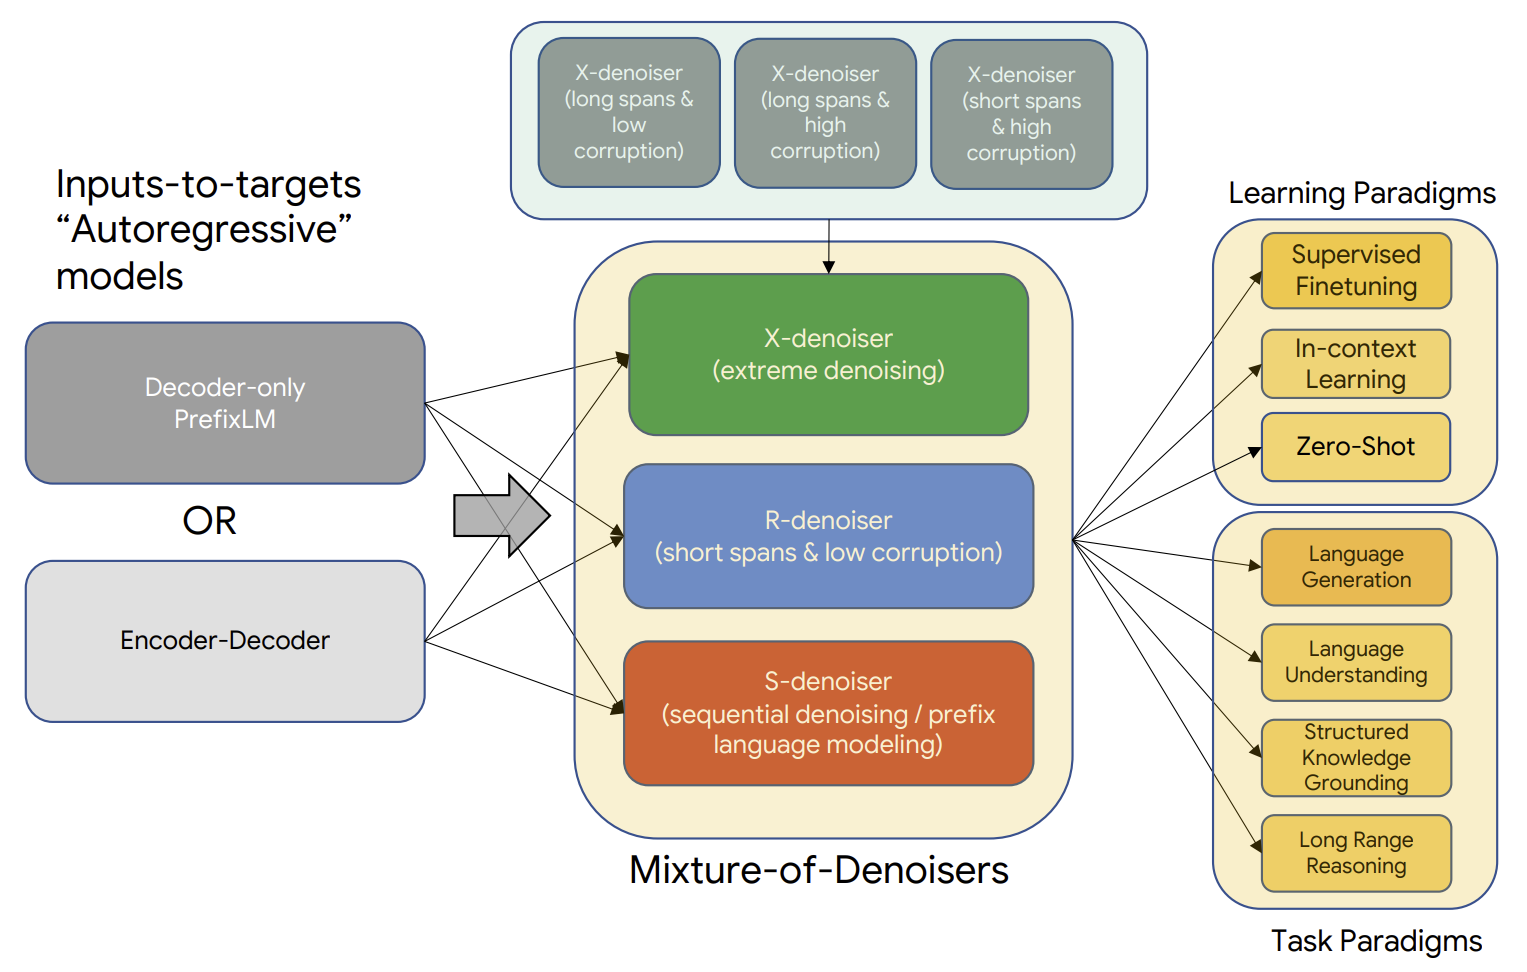 X-denoiser
(long spans &
low
corruption)
X-denoiser
(long spans &
high
corruption)
X-denoiser
(short spans
& high
corruption)
Inputs-to-targets
“Autoregressive”
models
Decoder-only
PrefixLM
OR
Encoder-Decoder
X-denoiser
(extreme denoising)
R-denoiser
(short spans & low corruption)
S-denoiser
(sequential denoising / prefix
language modeling)
Mixture-of-Denoisers
Learning Paradigms
Supervised
Finetuning
In-context
Learning
Zero-Shot
Language
Generation
Language
Understanding
Structured
Knowledge
Grounding
Long Range
Reasoning
Task Paradigms